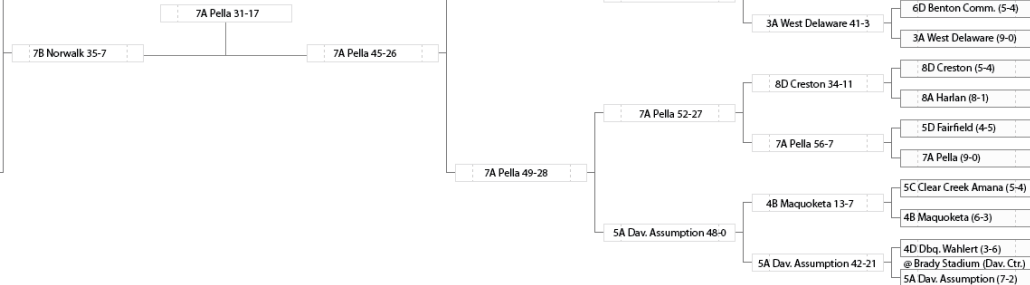 7A Pella 31-17
7B Norwalk 35-7
7A Pella 45-26
7A Pella 49-28
7A Pella 52-27
5A Dav. Assumption 48-0
3A West Delaware 41-3
8D Creston 34-11
7A Pella 56-7
4B Maquoketa 13-7
5A Dav. Assumption 42-21
6D Benton Comm. (5-4)
3A West Delaware (9-0)
8D Creston (5-4)
8A Harlan (8-1)
5D Fairfield (4-5)
7A Pella (9-0)
5C Clear Creek Amana (5-4)
4B Maquoketa (6-3)
4D Dbq. Wahlert (3-6)
@ Brady Stadium (Dav. Ctr.)
5A Dav. Assumption (7-2)